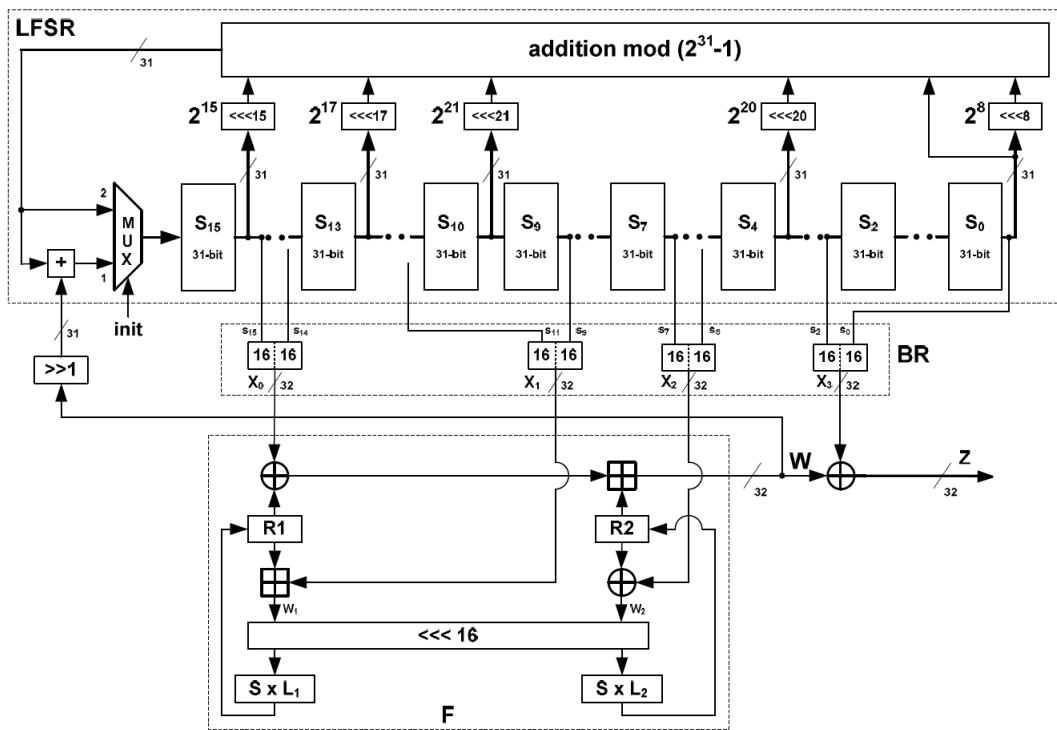 LFSR
31
addition mod (2^31-1)
2^15 <<<15 2^17 <<<17 2^21 <<<21 2^20 <<<20 2^8 <<<8
31 31 31 31 31
2 MUX S15 S13 S10 S9 S7 S4 S2 S0
31-bit 31-bit 31-bit 31-bit 31-bit 31-bit 31-bit 31-bit
+ 1
init
31 s15 s14 s11 s9 s7 s5 s2 s0
>>1 16 16 16 16 16 16 16 16 BR
X0 32 X1 32 X2 32 X3 32
W Z
32 32
R1 R2
W1 W2
<<< 16
S x L1 S x L2
F